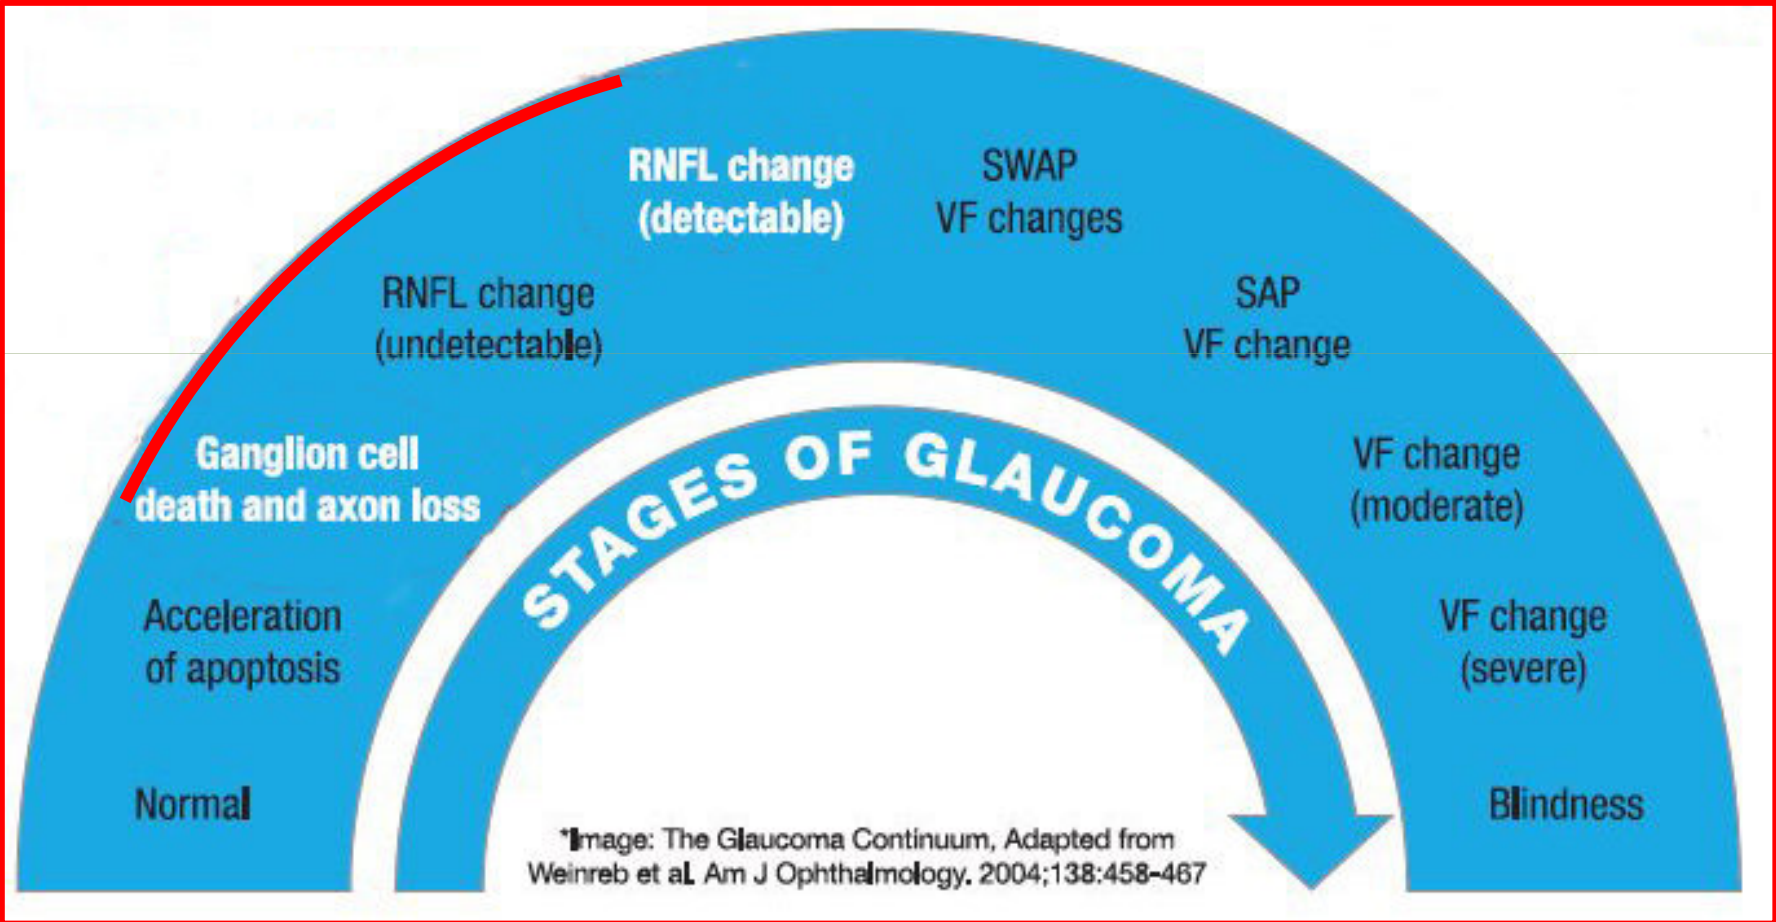 Normal
Acceleration
of apoptosis
Ganglion cell
death and axon loss
RNFL change
(undetectable)
RNFL change
(detectable)
SWAP
VF changes
SAP
VF change
VF change
(moderate)
VF change
(severe)
Blindness
STAGES OF GLAUCOMA
*Image: The Glaucoma Continuum, Adapted from
Weinreb et al. Am J Ophthalmology. 2004;138:458-467